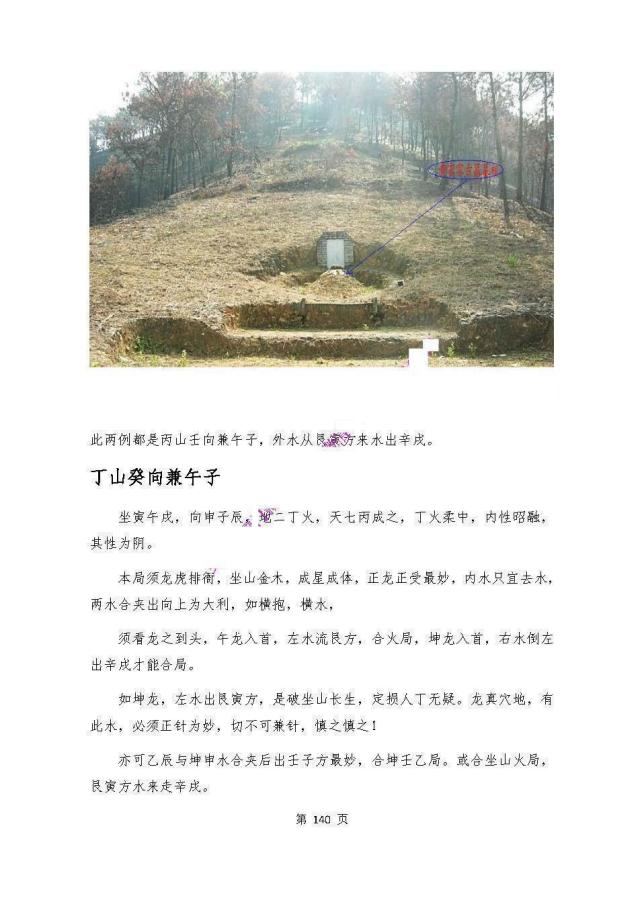 此两例都是丙山壬向兼午子，外水从艮寅方来水出辛戌。
丁山癸向兼午子
坐寅午戌，向申子辰，地二丁火，天七丙成之，丁火柔中，内性昭融，
其性为阴。
本局须龙虎排衙，坐山金木，成星成体，正龙正受最妙，内水只宜去水，
两水合夹出向上为大利，如横抱，横水，
须看龙之到头，午龙入首，左水流艮方，合火局，坤龙入首，右水倒左
出辛戌才能合局。
如坤龙，左水出艮寅方，是破坐山长生，定损人丁无疑。龙真穴地，有
此水，必须正针为妙，切不可兼针，慎之慎之！
亦可乙辰与坤申水合夹后出壬子方最妙，合坤壬乙局。或合坐山火局，
艮寅方水来走辛戌。
第 140 页